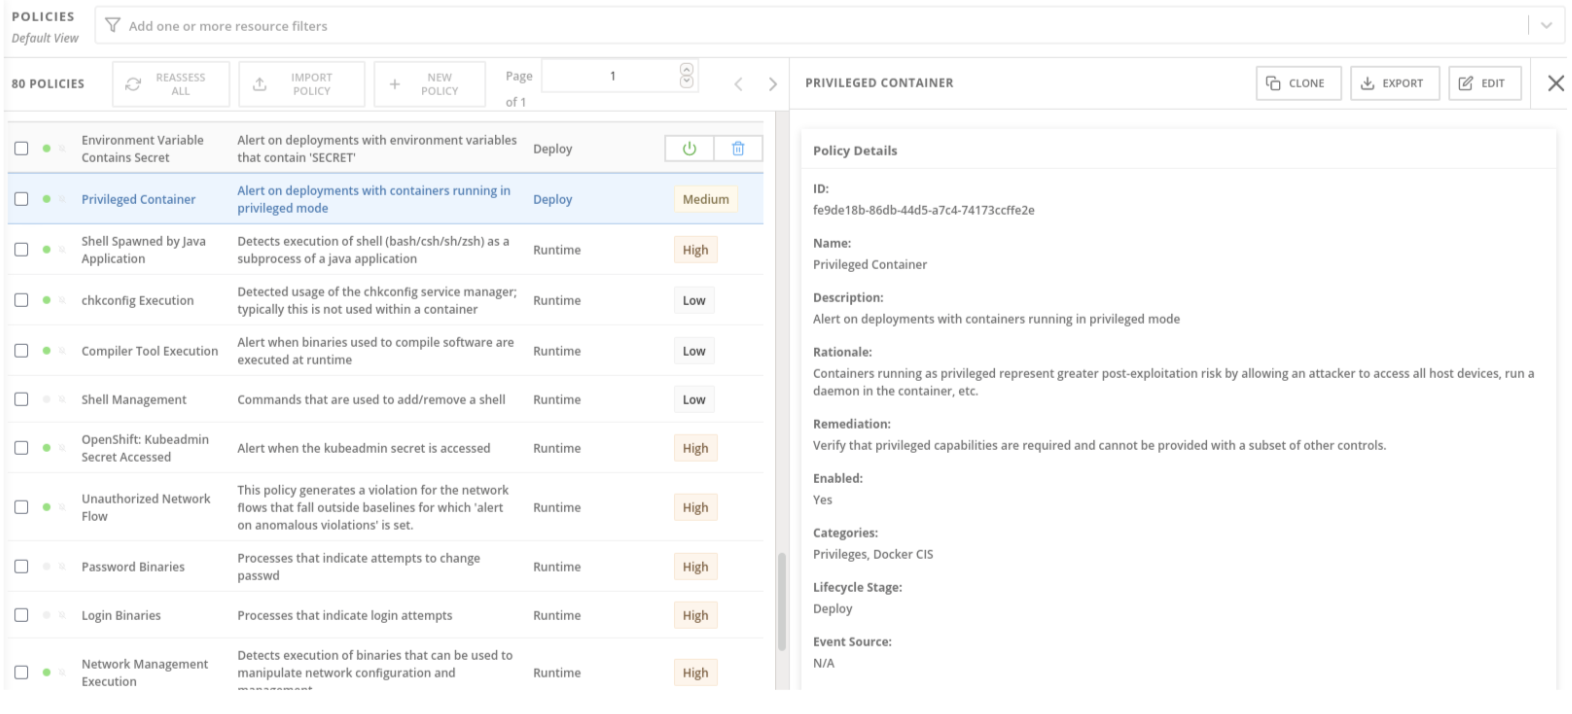 POLICIES
Default View
Add one or more resource filters
80 POLICIES
REASSESS
ALL
IMPORT
POLICY
NEW
POLICY
Page
1
of 1
Environment Variable
Contains Secret
Alert on deployments with environment variables
that contain 'SECRET'
Deploy
Privileged Container
Alert on deployments with containers running in
privileged mode
Deploy
Medium
Shell Spawned by Java
Application
Detects execution of shell (bash/csh/sh/zsh) as a
subprocess of a java application
Runtime
High
chkconfig Execution
Detected usage of the chkconfig service manager;
typically this is not used within a container
Runtime
Low
Compiler Tool Execution
Alert when binaries used to compile software are
executed at runtime
Runtime
Low
Shell Management
Commands that are used to add/remove a shell
Runtime
Low
OpenShift: Kubeadmin
Secret Accessed
Alert when the kubeadmin secret is accessed
Runtime
High
Unauthorized Network
Flow
This policy generates a violation for the network
flows that fall outside baselines for which 'alert
on anomalous violations' is set.
Runtime
High
Password Binaries
Processes that indicate attempts to change
passwd
Runtime
High
Login Binaries
Processes that indicate login attempts
Runtime
High
Network Management
Execution
Detects execution of binaries that can be used to
manipulate network configuration and
management.
Runtime
High
PRIVILEGED CONTAINER
CLONE
EXPORT
EDIT
Policy Details
ID:
fe9de18b-86db-44d5-a7c4-74173ccffe2e
Name:
Privileged Container
Description:
Alert on deployments with containers running in privileged mode
Rationale:
Containers running as privileged represent greater post-exploitation risk by allowing an attacker to access all host devices, run a
daemon in the container, etc.
Remediation:
Verify that privileged capabilities are required and cannot be provided with a subset of other controls.
Enabled:
Yes
Categories:
Privileges, Docker CIS
Lifecycle Stage:
Deploy
Event Source:
N/A